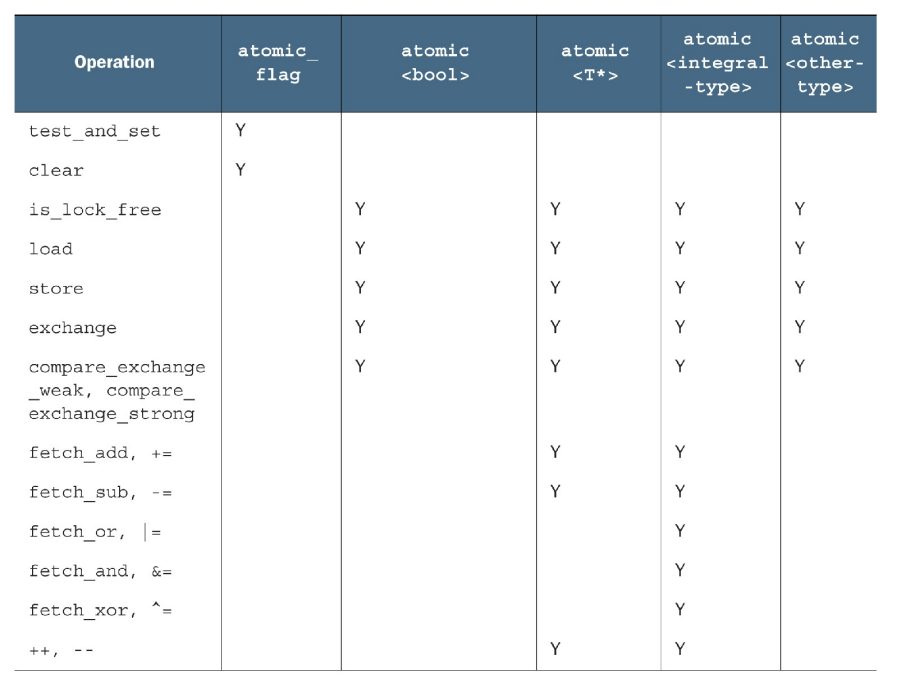 Operation atomic_ flag atomic <bool> atomic <T*> atomic <integral -type> atomic <other- type>
test_and_set Y
clear Y
is_lock_free Y Y Y Y
load Y Y Y Y
store Y Y Y Y
exchange Y Y Y Y
compare_exchange Y Y Y Y
_weak, compare_
exchange_strong
fetch_add, += Y Y
fetch_sub, -= Y Y
fetch_or, |= Y
fetch_and, &= Y
fetch_xor, ^= Y
++, -- Y Y